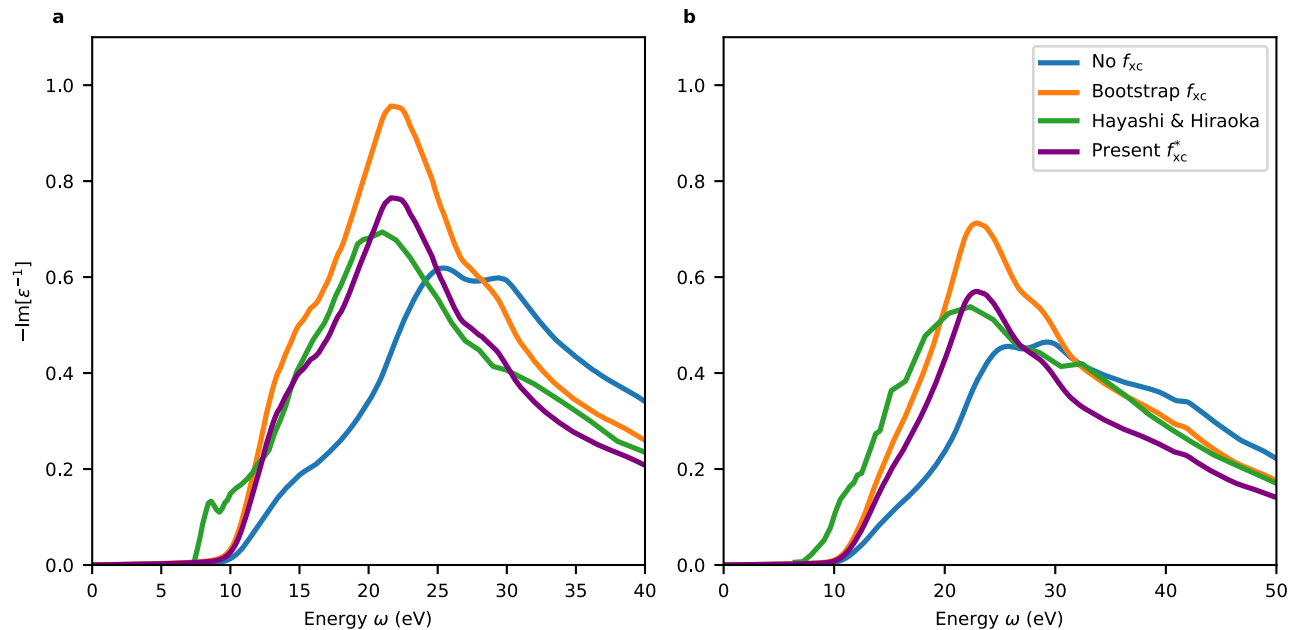 a
b
−Im[ε⁻¹]
1.0
0.8
0.6
0.4
0.2
0.0
0 5 10 15 20 25 30 35 40
Energy ω (eV)
No f_xc
Bootstrap f_xc
Hayashi & Hiraoka
Present f*_xc
1.0
0.8
0.6
0.4
0.2
0.0
0 10 20 30 40 50
Energy ω (eV)